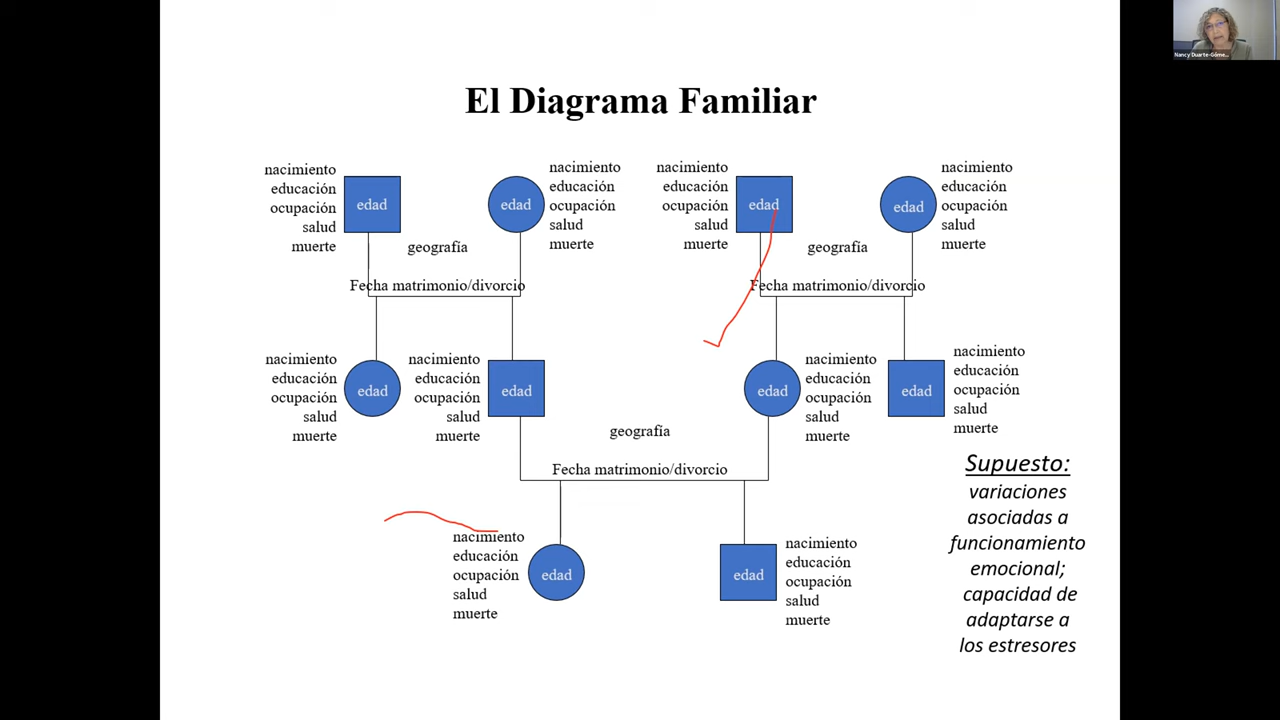 Nancy Duarte-Góme...
El Diagrama Familiar
nacimiento
educación
ocupación
salud
muerte
edad
edad
nacimiento
educación
ocupación
salud
muerte
geografía
Fecha matrimonio/divorcio
nacimiento
educación
ocupación
salud
muerte
edad
edad
nacimiento
educación
ocupación
salud
muerte
geografía
Fecha matrimonio/divorcio
nacimiento
educación
ocupación
salud
muerte
edad
nacimiento
educación
ocupación
salud
muerte
edad
edad
nacimiento
educación
ocupación
salud
muerte
edad
nacimiento
educación
ocupación
salud
muerte
geografía
Fecha matrimonio/divorcio
nacimiento
educación
ocupación
salud
muerte
edad
edad
nacimiento
educación
ocupación
salud
muerte
Supuesto:
variaciones
asociadas a
funcionamiento
emocional;
capacidad de
adaptarse a
los estresores